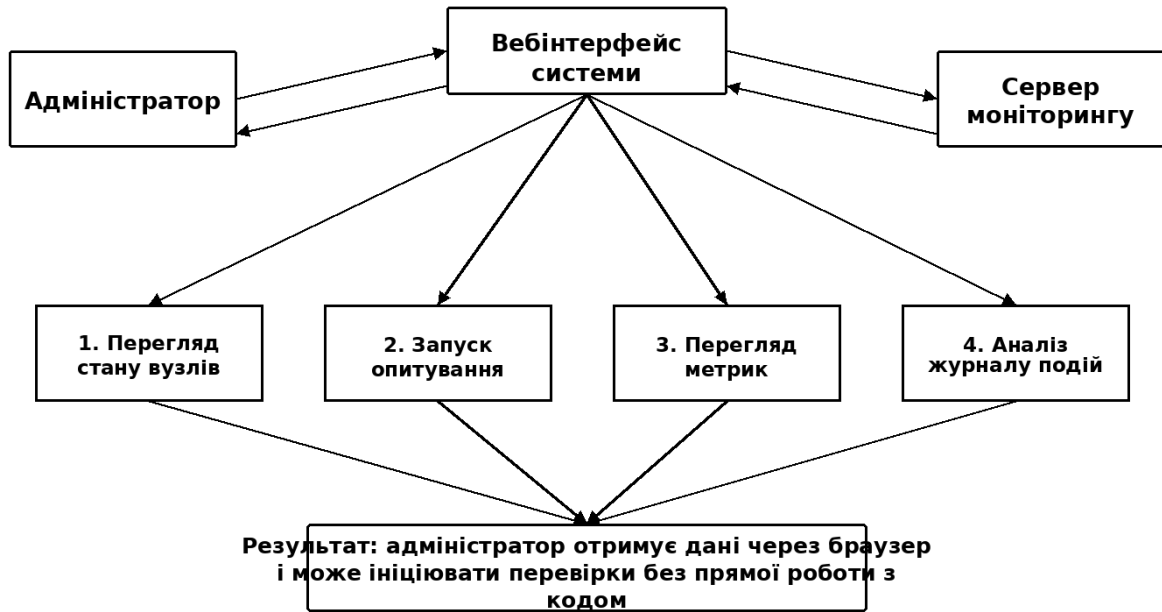 Вебінтерфейс
системи
Адміністратор
Сервер
моніторингу
1. Перегляд
стану вузлів
2. Запуск
опитування
3. Перегляд
метрик
4. Аналіз
журналу подій
Результат: адміністратор отримує дані через браузер
і може ініціювати перевірки без прямої роботи з
кодом